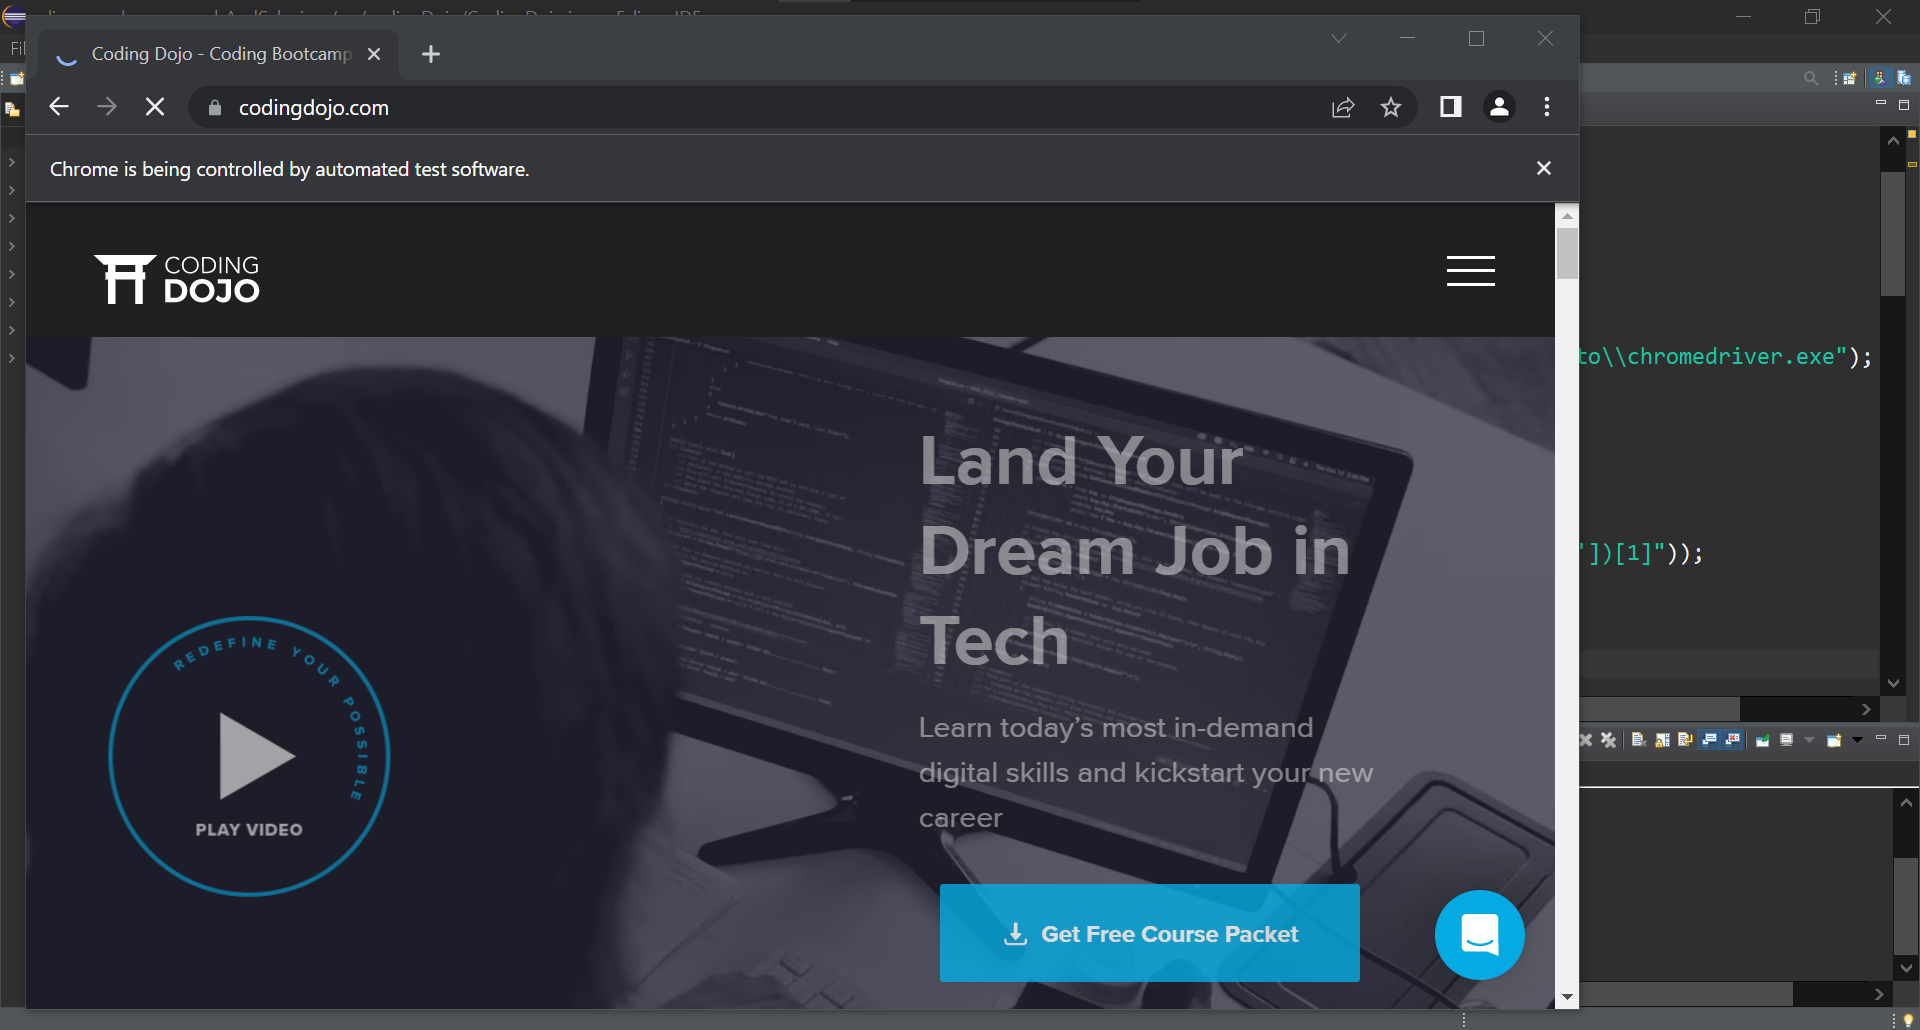 Coding Dojo - Coding Bootcamp
codingdojo.com
Chrome is being controlled by automated test software.
CODING
DOJO
to\\chromedriver.exe");
Land Your
Dream Job in
Tech
'])[1]"));
REDEFINE YOUR POSSIBLE
PLAY VIDEO
Learn today's most in-demand
digital skills and kickstart your new
career
Get Free Course Packet